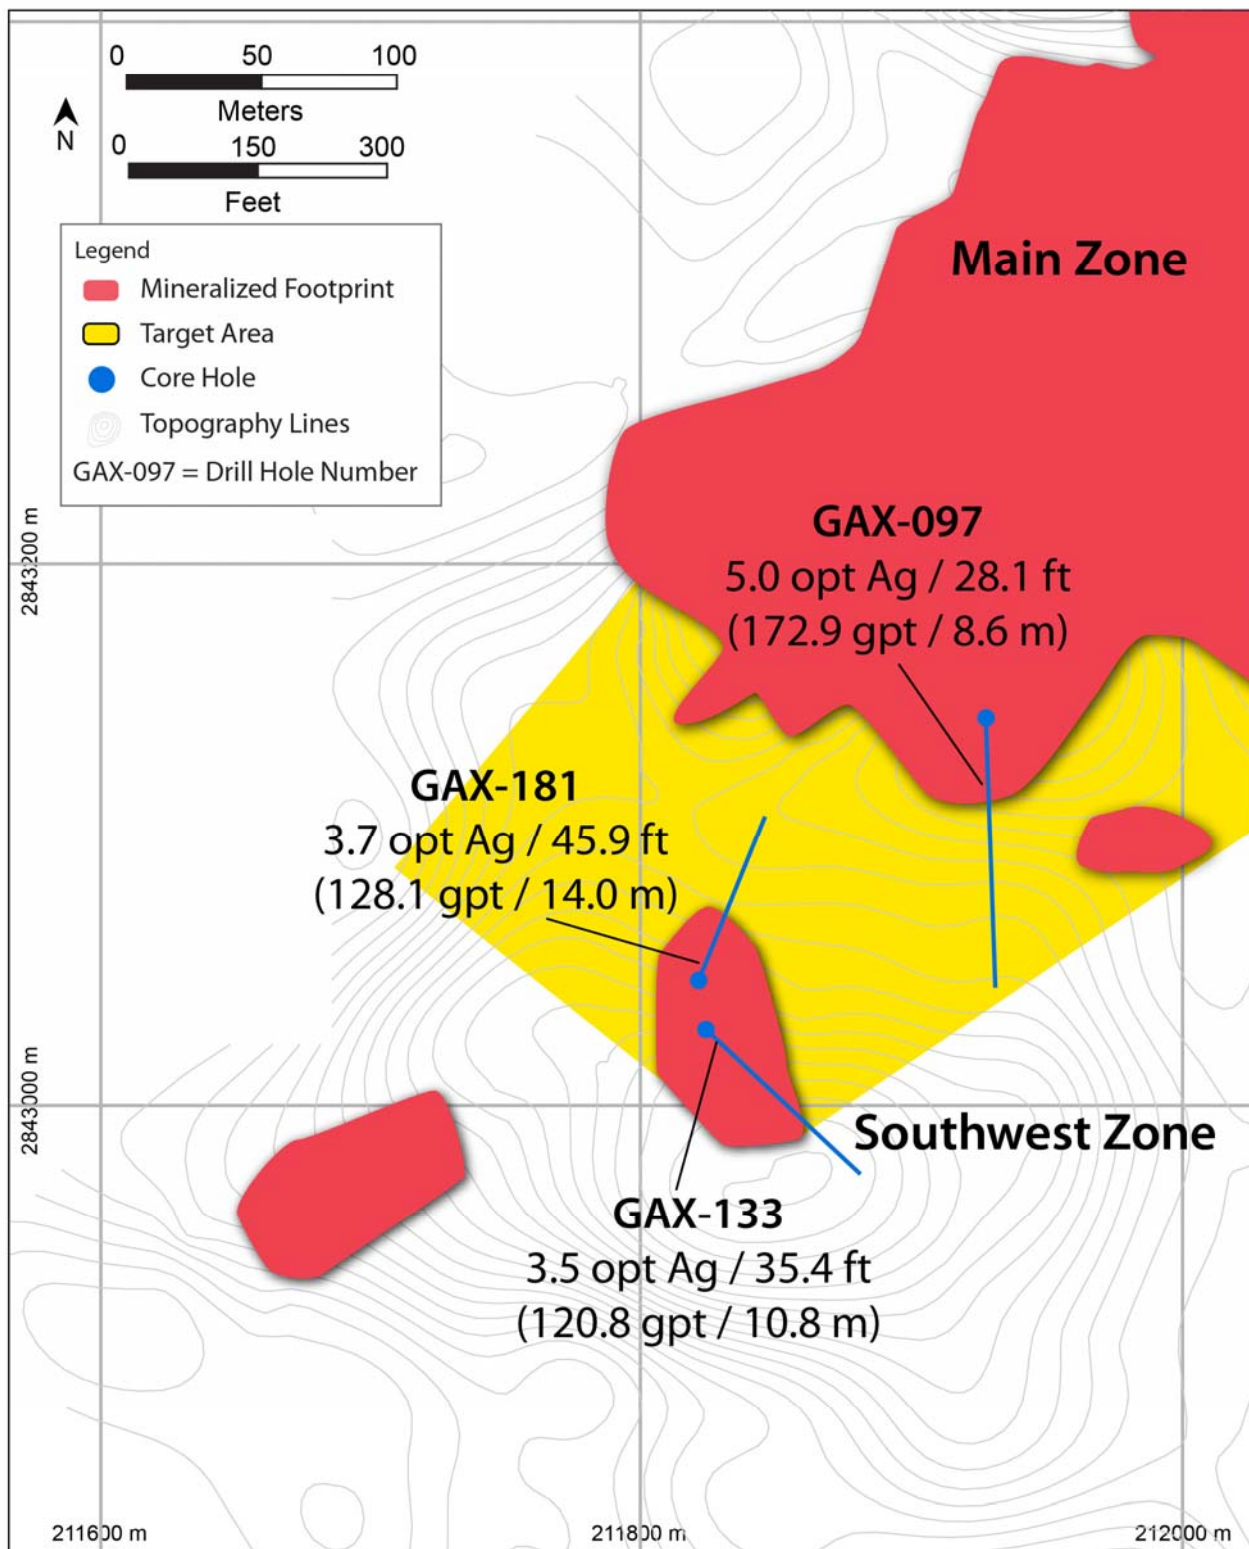 0 50 100
Meters
N
0 150 300
Feet
Legend
Mineralized Footprint
Target Area
Core Hole
Topography Lines
GAX-097 = Drill Hole Number
Main Zone
2843200 m
GAX-097
5.0 opt Ag / 28.1 ft
(172.9 gpt / 8.6 m)
GAX-181
3.7 opt Ag / 45.9 ft
(128.1 gpt / 14.0 m)
2843000 m
Southwest Zone
GAX-133
3.5 opt Ag / 35.4 ft
(120.8 gpt / 10.8 m)
211600 m 211800 m 212000 m